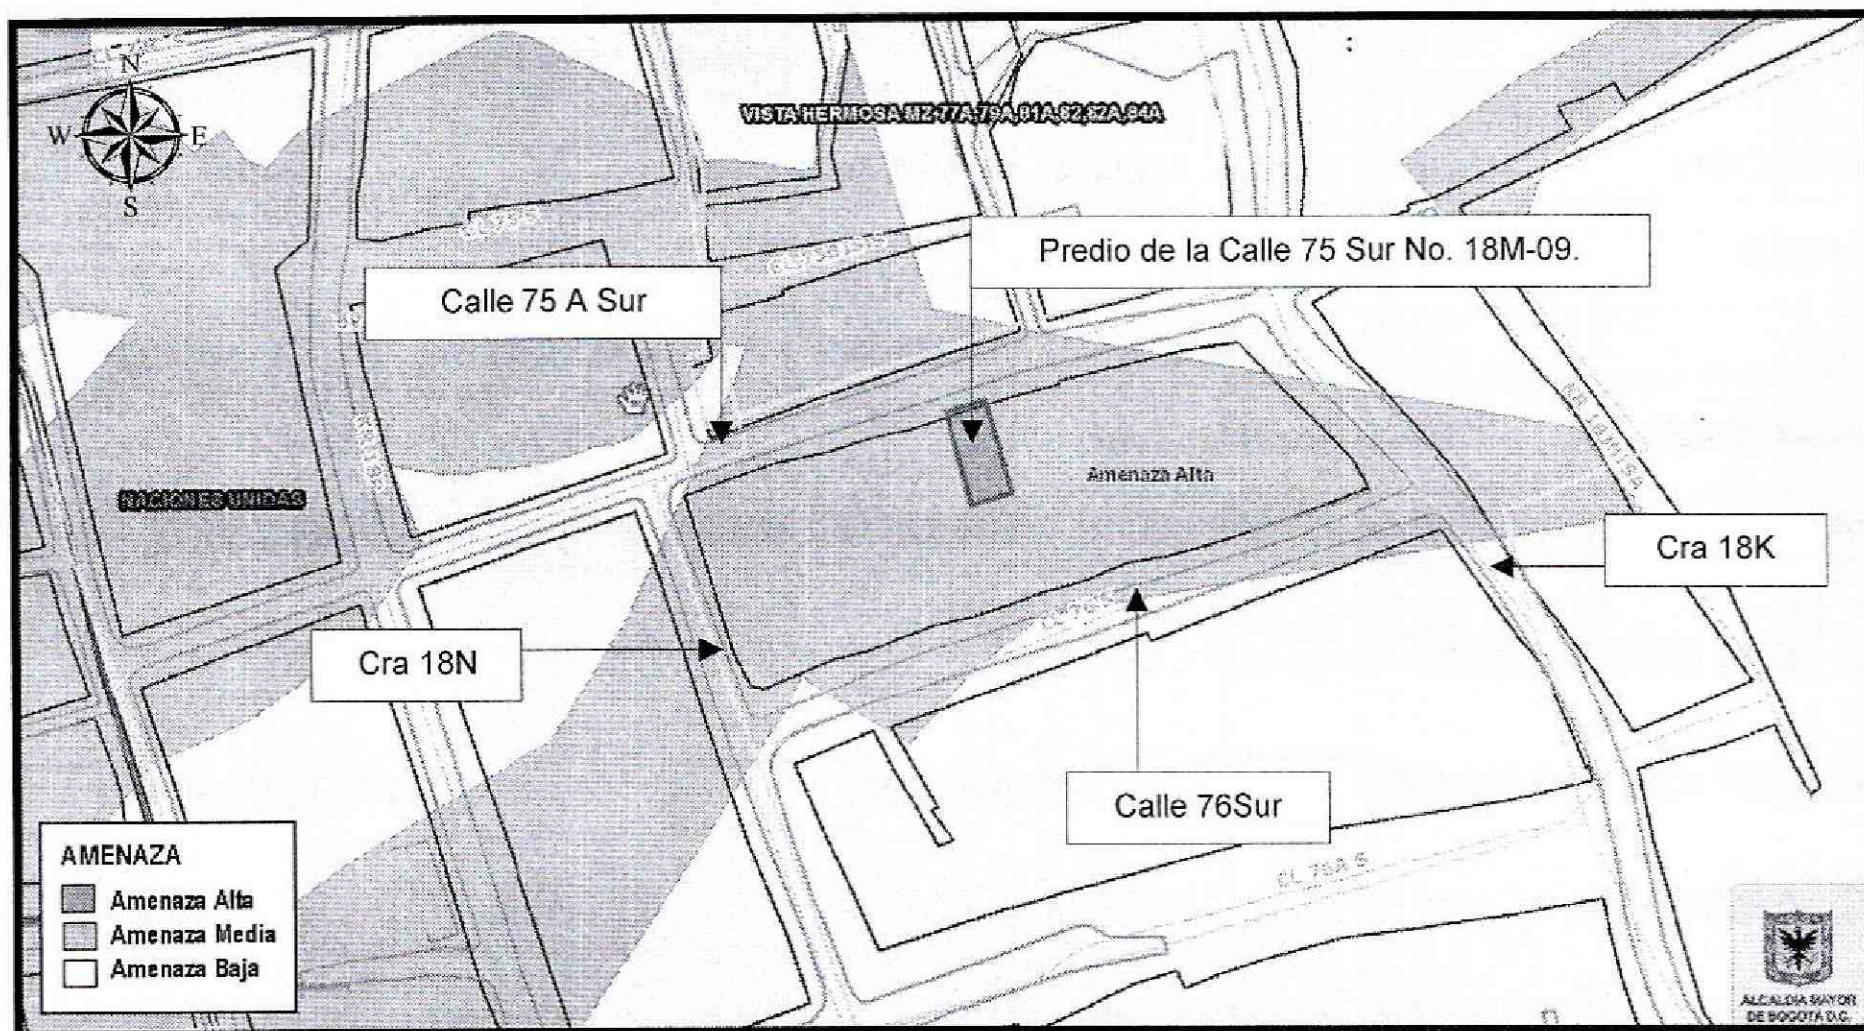 N
W
E
S
VISTA HERMOSA MZ 77A,79A,81A,82,82A,84A
Predio de la Calle 75 Sur No. 18M-09.
Calle 75 A Sur
Amenaza Alta
NACIONES UNIDAS
Cra 18K
Cra 18N
Calle 76Sur
CL 76A S
AMENAZA
Amenaza Alta
Amenaza Media
Amenaza Baja
ALCALDIA MAYOR
DE BOGOTA D.C.